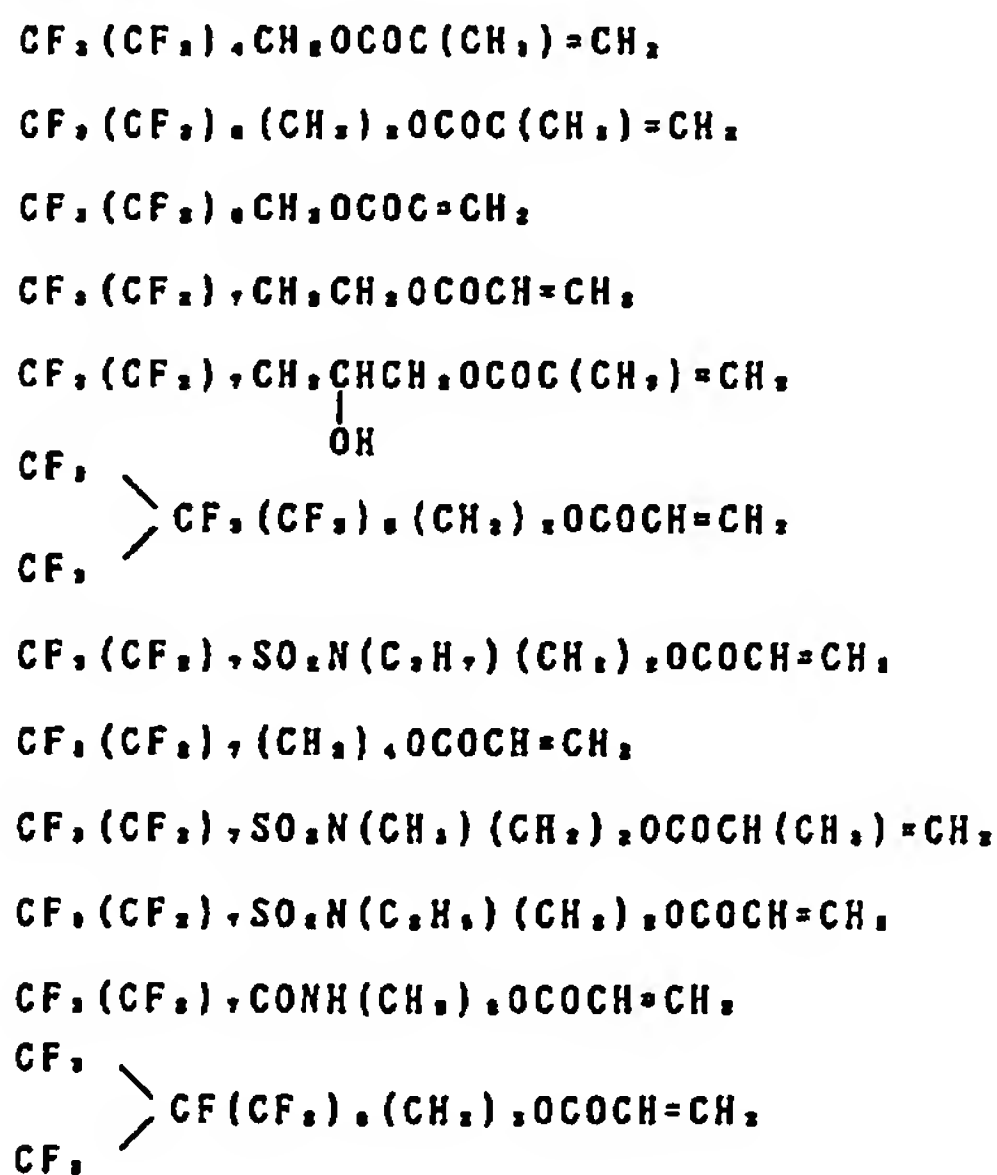 CF₃(CF₂)₄CH₂OCOC(CH₃)=CH₂
CF₃(CF₂)₆(CH₂)₂OCOC(CH₃)=CH₂
CF₃(CF₂)₆CH₂OCOC=CH₂
CF₃(CF₂)₇CH₂CH₂OCOCH=CH₂
CF₃(CF₂)₇CH₂CHCH₂OCOC(CH₃)=CH₂
OH
CF₃
CF₂(CF₂)₆(CH₂)₂OCOCH=CH₂
CF₃
CF₃(CF₂)₇SO₂N(C₃H₇)(CH₂)₂OCOCH=CH₂
CF₃(CF₂)₇(CH₂)₄OCOCH=CH₂
CF₃(CF₂)₇SO₂N(CH₃)(CH₂)₂OCOCH(CH₃)=CH₂
CF₃(CF₂)₇SO₂N(C₂H₅)(CH₂)₂OCOCH=CH₂
CF₃(CF₂)₇CONH(CH₂)₂OCOCH=CH₂
CF₃
CF(CF₂)₆(CH₂)₃OCOCH=CH₂
CF₃